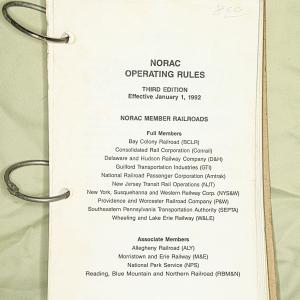 NORAC
OPERATING RULES
THIRD EDITION
Effective January 1, 1992
NORAC MEMBER RAILROADS
Full Members
Bay Colony Railroad (BCLR)
Consolidated Rail Corporation (Conrail)
Delaware and Hudson Railway Company (D&H)
Guilford Transportation Industries (GTI)
National Railroad Passenger Corporation (Amtrak)
New Jersey Transit Rail Operations (NJT)
New York, Susquehanna and Western Railway Corp. (NYS&W)
Providence and Worcester Railroad Company (P&W)
Southeastern Pennsylvania Transportation Authority (SEPTA)
Wheeling and Lake Erie Railway (W&LE)
Associate Members
Allegheny Railroad (ALY)
Morristown and Erie Railway (M&E)
National Park Service (NPS)
Reading, Blue Mountain and Northern Railroad (RBM&N)